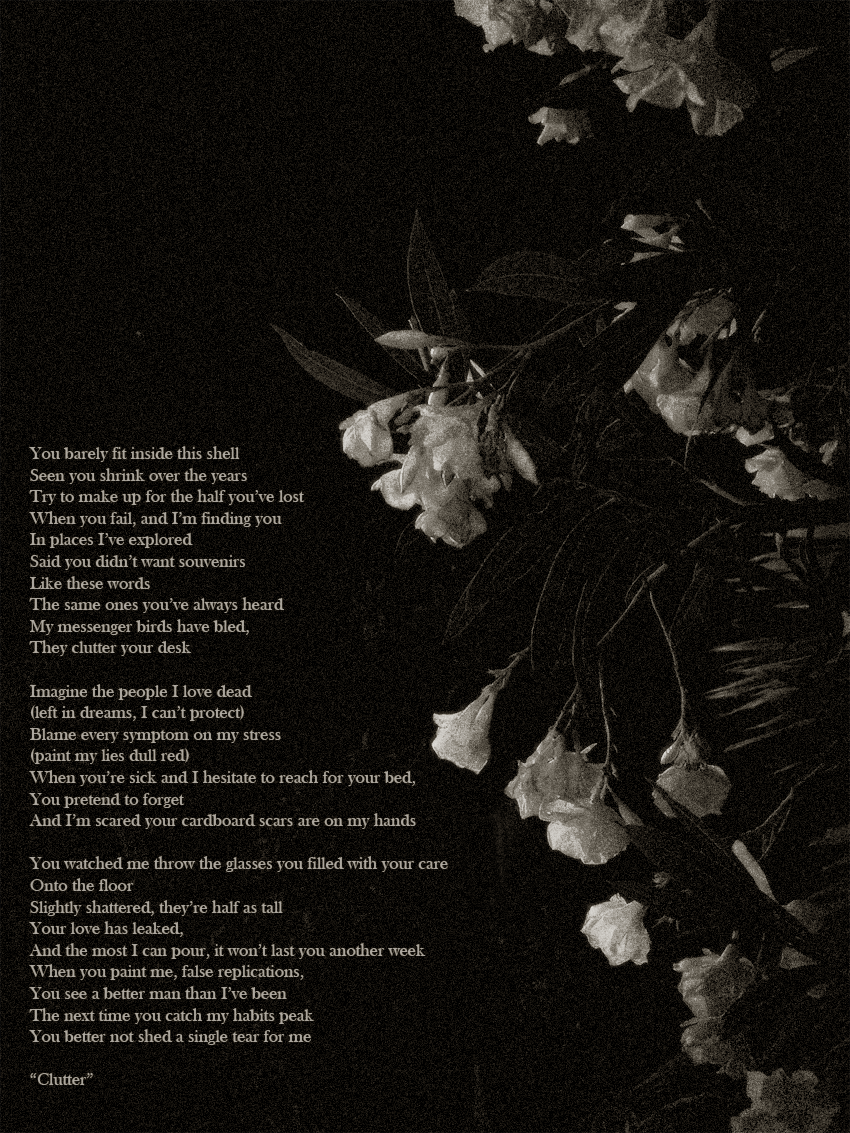 You barely fit inside this shell
Seen you shrink over the years
Try to make up for the half you’ve lost
When you fail, and I’m finding you
In places I’ve explored
Said you didn’t want souvenirs
Like these words
The same ones you’ve always heard
My messenger birds have bled,
They clutter your desk

Imagine the people I love dead
(left in dreams, I can’t protect)
Blame every symptom on my stress
(paint my lies dull red)
When you’re sick and I hesitate to reach for your bed,
You pretend to forget
And I’m scared your cardboard scars are on my hands

You watched me throw the glasses you filled with your care
Onto the floor
Slightly shattered, they’re half as tall
Your love has leaked,
And the most I can pour, it won’t last you another week
When you paint me, false replications,
You see a better man than I’ve been
The next time you catch my habits peak
You better not shed a single tear for me

“Clutter”